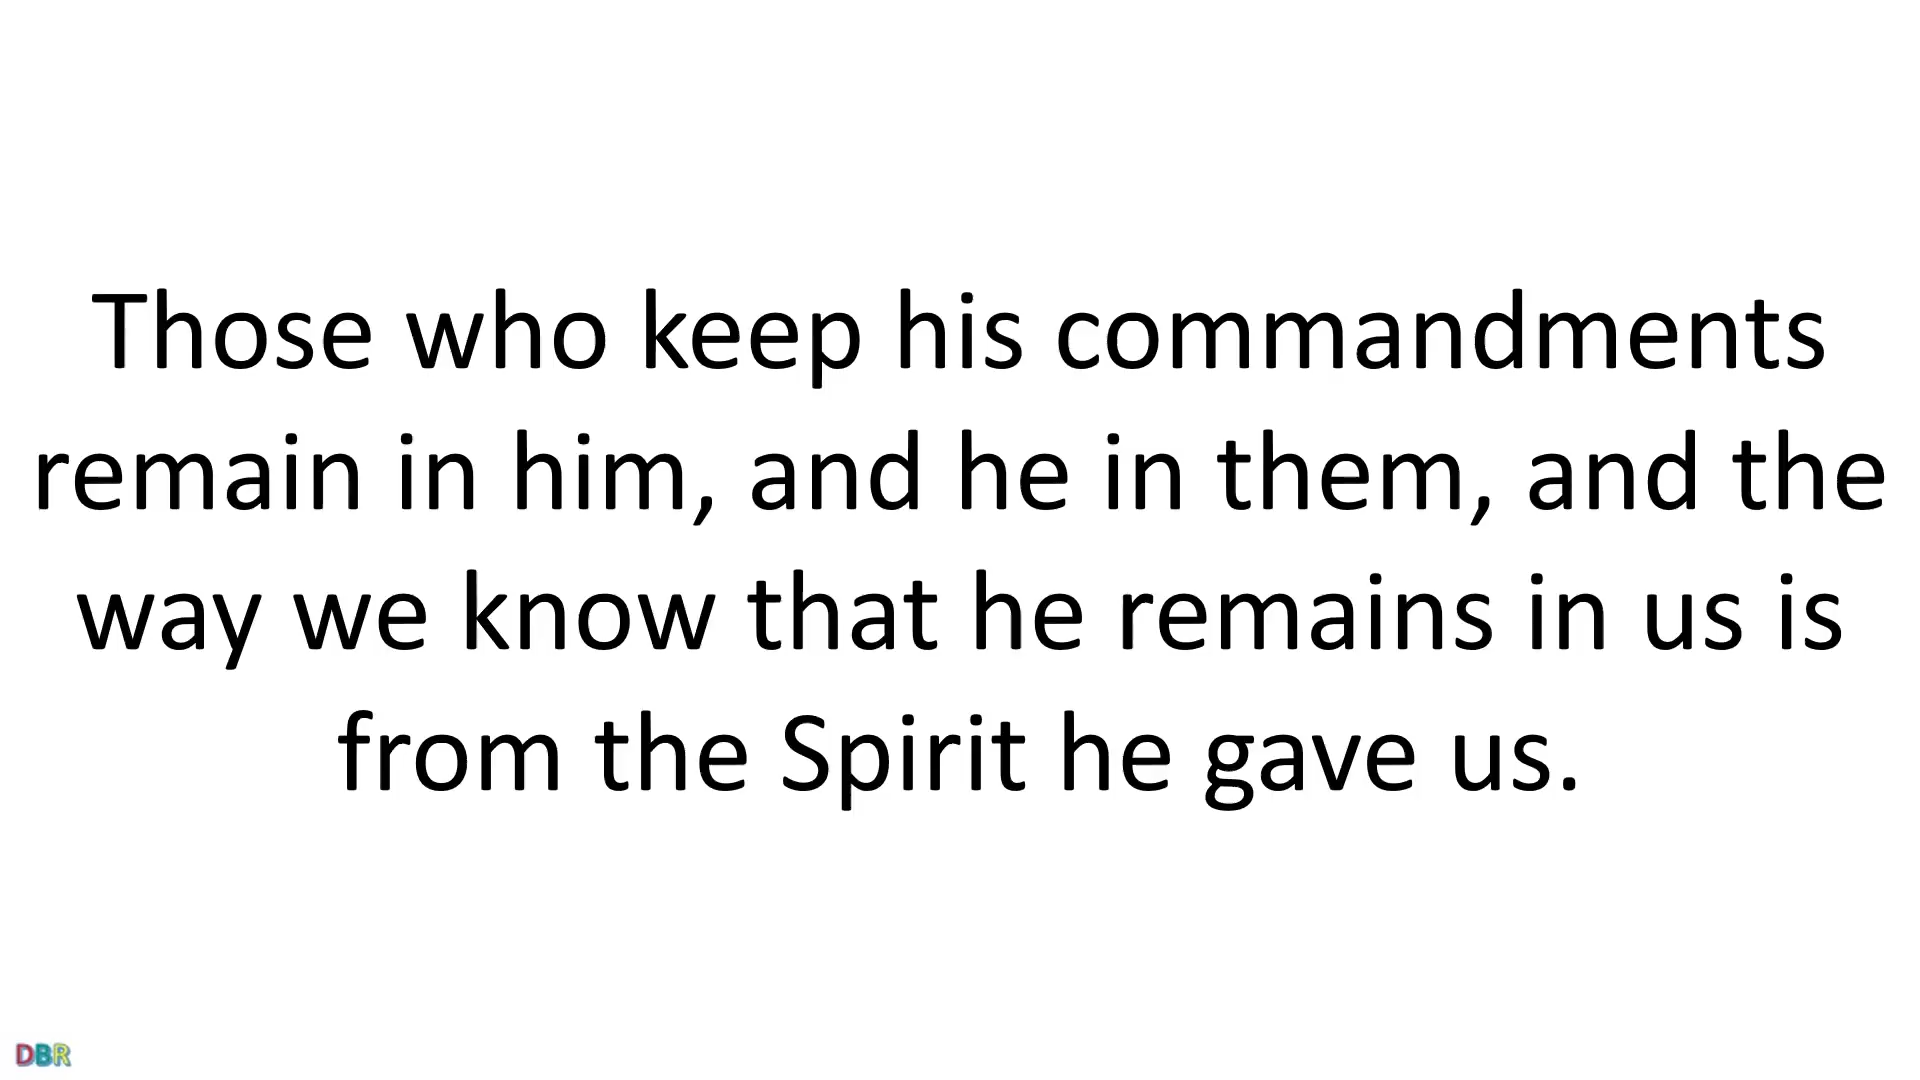 Those who keep his commandments
remain in him, and he in them, and the
way we know that he remains in us is
from the Spirit he gave us.
DBR